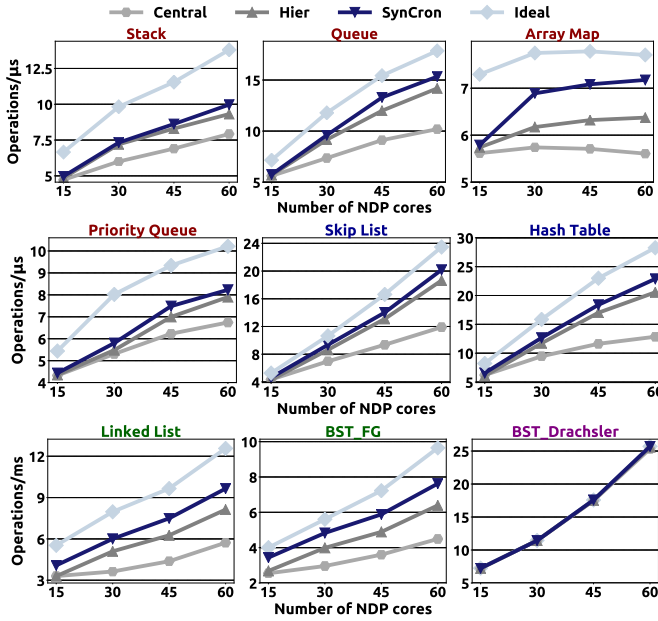 Central Hier SynCron Ideal
Stack Queue Array Map
Operations/μs
12.5
10
7.5
5
15 30 45 60
15
10
5
15 30 45 60
7
6
5
15 30 45 60
Number of NDP cores
Priority Queue Skip List Hash Table
Operations/μs
10
9
8
7
6
5
4
15 30 45 60
24
20
16
12
8
4
15 30 45 60
30
25
20
15
10
5
15 30 45 60
Number of NDP cores
Linked List BST_FG BST_Drachsler
Operations/ms
12
9
6
3
15 30 45 60
10
8
6
4
2
15 30 45 60
25
20
15
10
5
15 30 45 60
Number of NDP cores